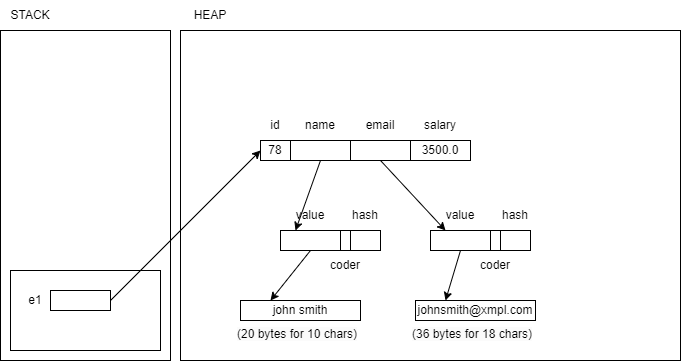 STACK HEAP
id name email salary
78 3500.0
value hash value hash
coder coder
e1
john smith johnsmith@xmpl.com
(20 bytes for 10 chars) (36 bytes for 18 chars)